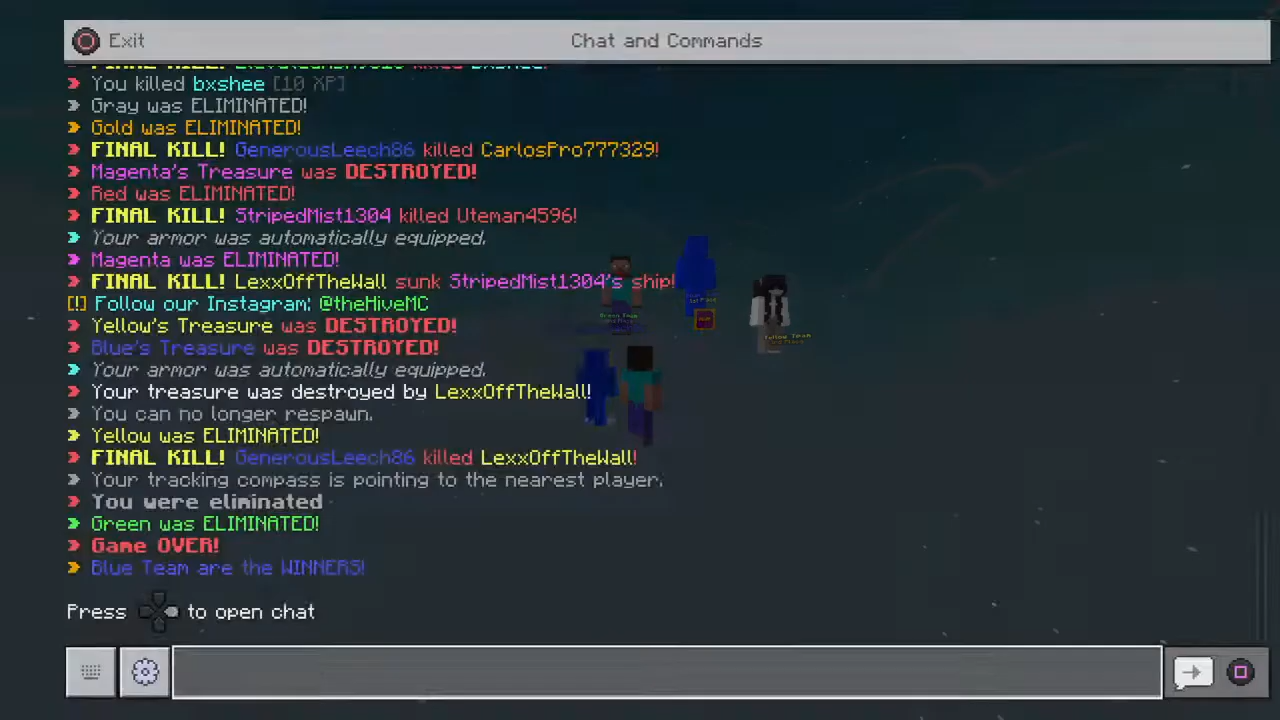 Exit
Chat and Commands
You killed bxshee [10 XP]
Gray was ELIMINATED!
Gold was ELIMINATED!
FINAL KILL! GenerousLeech86 killed CarlosPro777329!
Magenta's Treasure was DESTROYED!
Red was ELIMINATED!
FINAL KILL! StripedMist1304 killed Uteman4596!
Your armor was automatically equipped.
Magenta was ELIMINATED!
FINAL KILL! LexxOffTheWall sunk StripedMist1304's ship!
[!] Follow our Instagram: @theHiveMC
Yellow's Treasure was DESTROYED!
Blue's Treasure was DESTROYED!
Your armor was automatically equipped.
Your treasure was destroyed by LexxOffTheWall!
You can no longer respawn.
Yellow was ELIMINATED!
FINAL KILL! GenerousLeech86 killed LexxOffTheWall!
Your tracking compass is pointing to the nearest player.
You were eliminated
Green was ELIMINATED!
Game OVER!
Blue Team are the WINNERS!
Press to open chat